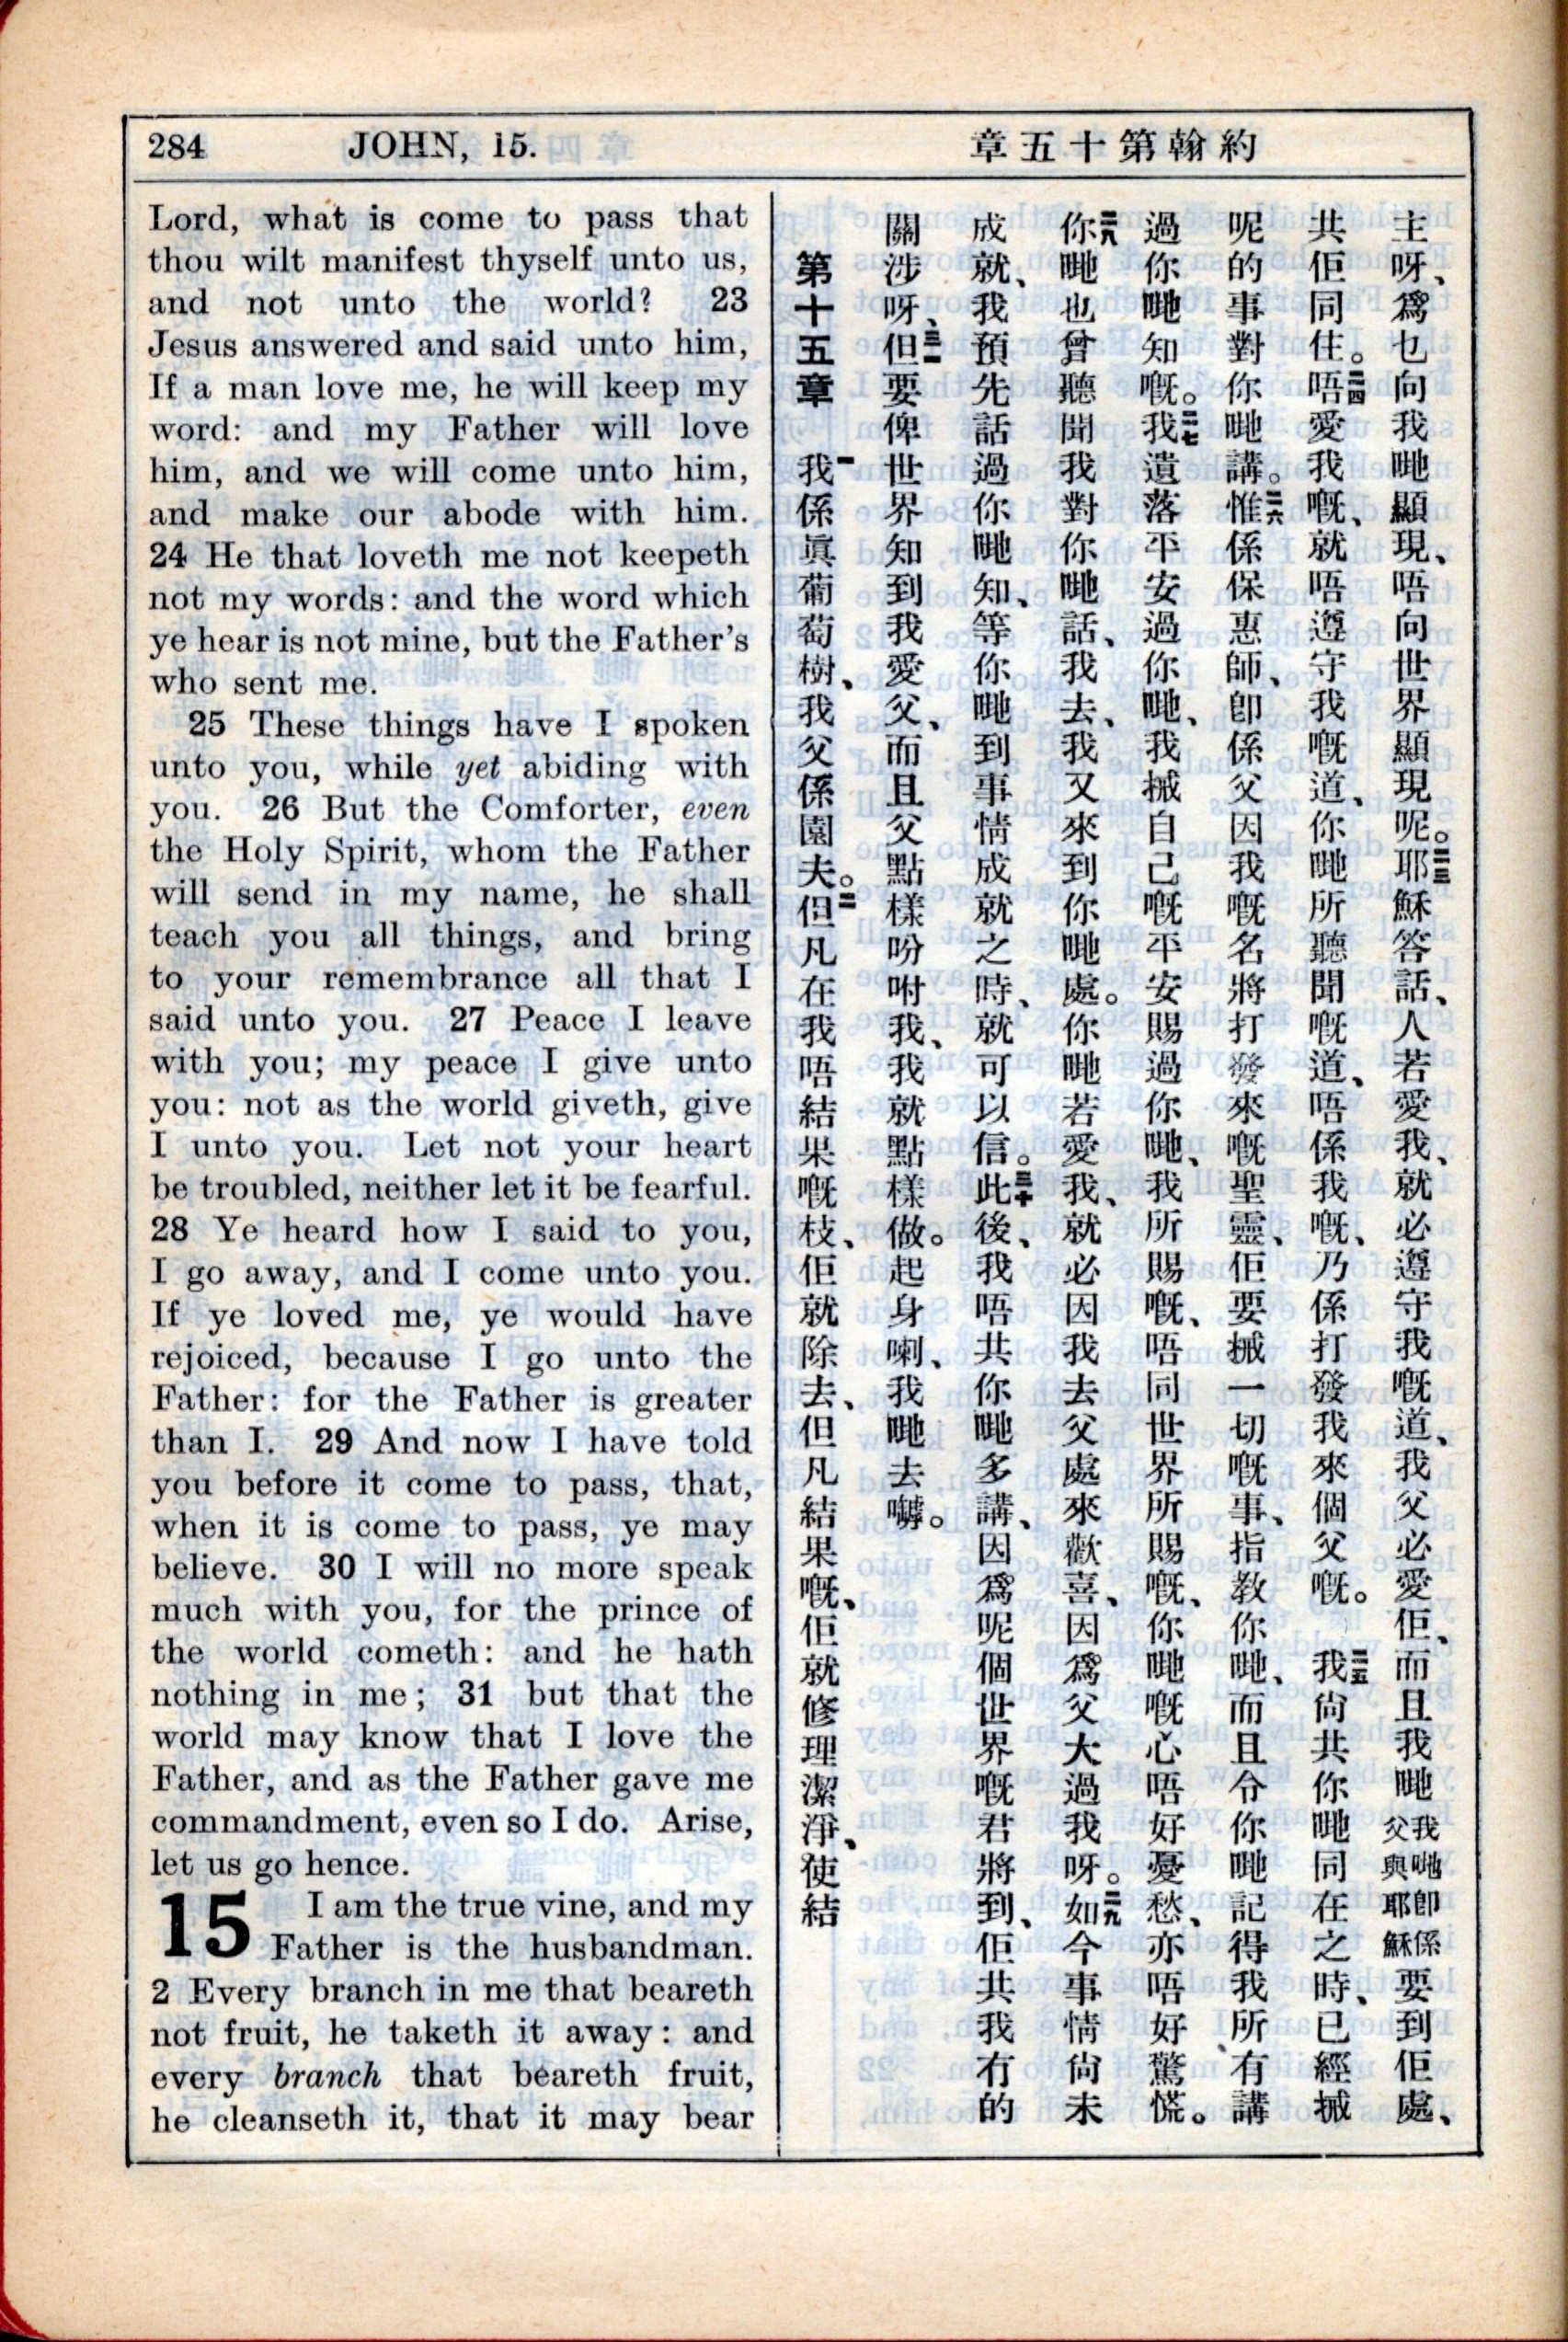 284 JOHN, 15.
約翰第十五章
Lord, what is come to pass that
thou wilt manifest thyself unto us,
and not unto the world? 23
Jesus answered and said unto him,
If a man love me, he will keep my
word: and my Father will love
him, and we will come unto him,
and make our abode with him.
24 He that loveth me not keepeth
not my words: and the word which
ye hear is not mine, but the Father's
who sent me.
25 These things have I spoken
unto you, while yet abiding with
you. 26 But the Comforter, even
the Holy Spirit, whom the Father
will send in my name, he shall
teach you all things, and bring
to your remembrance all that I
said unto you. 27 Peace I leave
with you; my peace I give unto
you: not as the world giveth, give
I unto you. Let not your heart
be troubled, neither let it be fearful.
28 Ye heard how I said to you,
I go away, and I come unto you.
If ye loved me, ye would have
rejoiced, because I go unto the
Father: for the Father is greater
than I. 29 And now I have told
you before it come to pass, that,
when it is come to pass, ye may
believe. 30 I will no more speak
much with you, for the prince of
the world cometh: and he hath
nothing in me; 31 but that the
world may know that I love the
Father, and as the Father gave me
commandment, even so I do. Arise,
let us go hence.
15 I am the true vine, and my
Father is the husbandman.
2 Every branch in me that beareth
not fruit, he taketh it away: and
every branch that beareth fruit,
he cleanseth it, that it may bear
主呀、爲乜向我哋顯現、唔向世界顯現呢。二三耶穌答話、人若愛我、就必遵守我嘅道、我父必愛佢、而且我哋我哋即係父與耶穌要到佢處、
共佢同住。二四唔愛我嘅、就唔遵守我嘅道、你哋所聽聞嘅道、唔係我嘅、乃係打發我來個父嘅。 二五我尙共你哋同在之時、已經𢬿
呢的事對你哋講。二六惟係保惠師、卽係父因我嘅名將打發來嘅聖靈、佢要𢬿一切嘅事、指教你哋、而且令你哋記得我所有講
過你哋知嘅。二七我遺落平安過你哋、我𢬿自己嘅平安賜過你哋、我所賜嘅、唔同世界所賜嘅、你哋嘅心唔好憂愁、亦唔好驚慌。
二八你哋也曾聽聞我對你哋話、我去、我又來到你哋處。你哋若愛我、就必因我去父處來歡喜、因爲父大過我呀。二九如今事情尙未
成就、我預先話過你哋知、等你哋到事情成就之時、就可以信。三十此後、我唔共你哋多講、因爲呢個世界嘅君將到、佢共我冇的
關涉呀、三一但要俾世界知到我愛父、而且父點樣吩咐我、我就點樣做。起身喇、我哋去嚹。
第十五章
一我係眞葡萄樹、我父係園夫。二但凡在我唔結果嘅枝、佢就除去、但凡結果嘅、佢就修理潔淨、使結